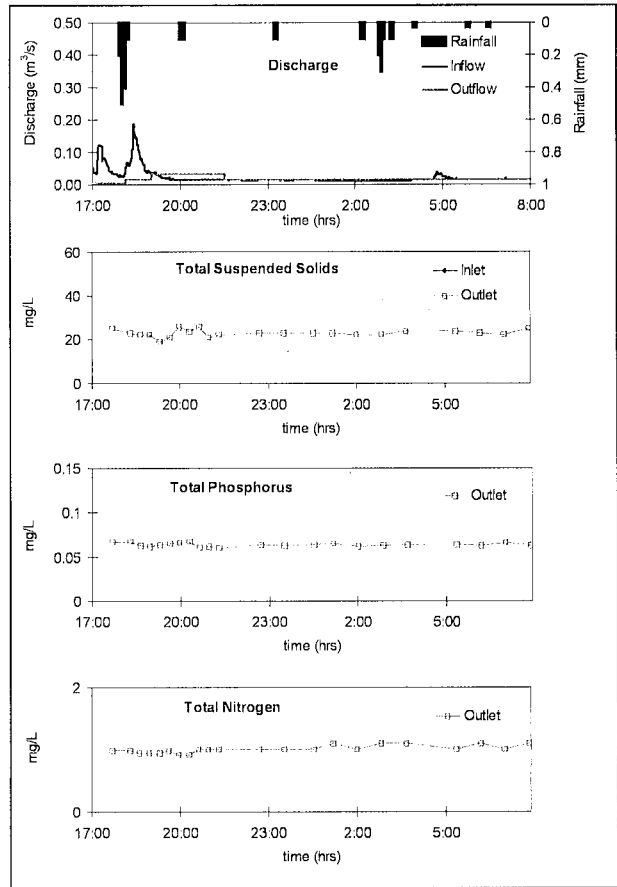 Discharge
Discharge (m³/s)
0.50
0.40
0.30
0.20
0.10
0.00
Rainfall
Inflow
Outflow
0
0.2
0.4
0.6
0.8
1
Rainfall (mm)
17:00 20:00 23:00 2:00 5:00 8:00
time (hrs)
Total Suspended Solids
mg/L
60
40
20
0
Inlet
Outlet
17:00 20:00 23:00 2:00 5:00
time (hrs)
Total Phosphorus
mg/L
0.15
0.1
0.05
0
Outlet
17:00 20:00 23:00 2:00 5:00
time (hrs)
Total Nitrogen
mg/L
2
1
0
Outlet
17:00 20:00 23:00 2:00 5:00
time (hrs)